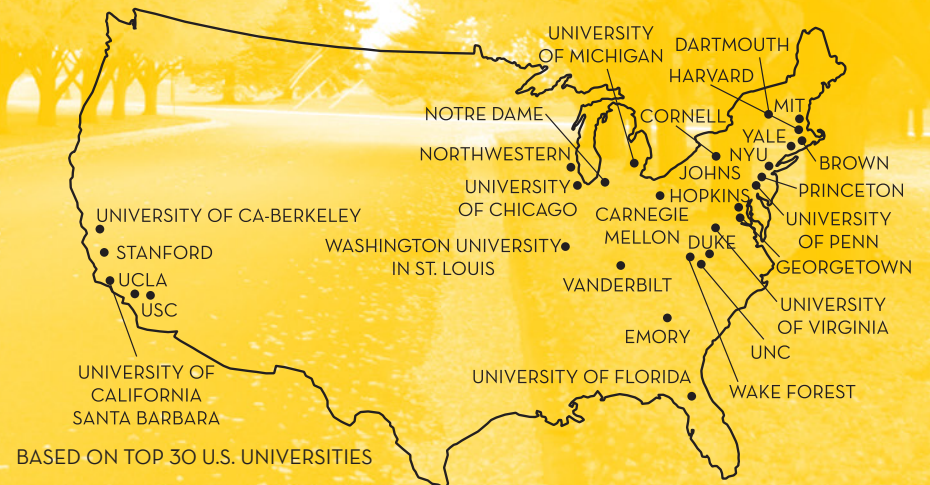 UNIVERSITY
OF MICHIGAN
DARTMOUTH
HARVARD
NOTRE DAME
CORNELL
MIT
YALE
NORTHWESTERN
NYU
BROWN
JOHNS
HOPKINS
UNIVERSITY
OF CHICAGO
PRINCETON
CARNEGIE
MELLON
UNIVERSITY
OF PENN
UNIVERSITY OF CA-BERKELEY
STANFORD
WASHINGTON UNIVERSITY
IN ST. LOUIS
DUKE
GEORGETOWN
UCLA
USC
VANDERBILT
UNIVERSITY
OF VIRGINIA
EMORY
UNC
UNIVERSITY OF
CALIFORNIA
SANTA BARBARA
UNIVERSITY OF FLORIDA
WAKE FOREST
BASED ON TOP 30 U.S. UNIVERSITIES